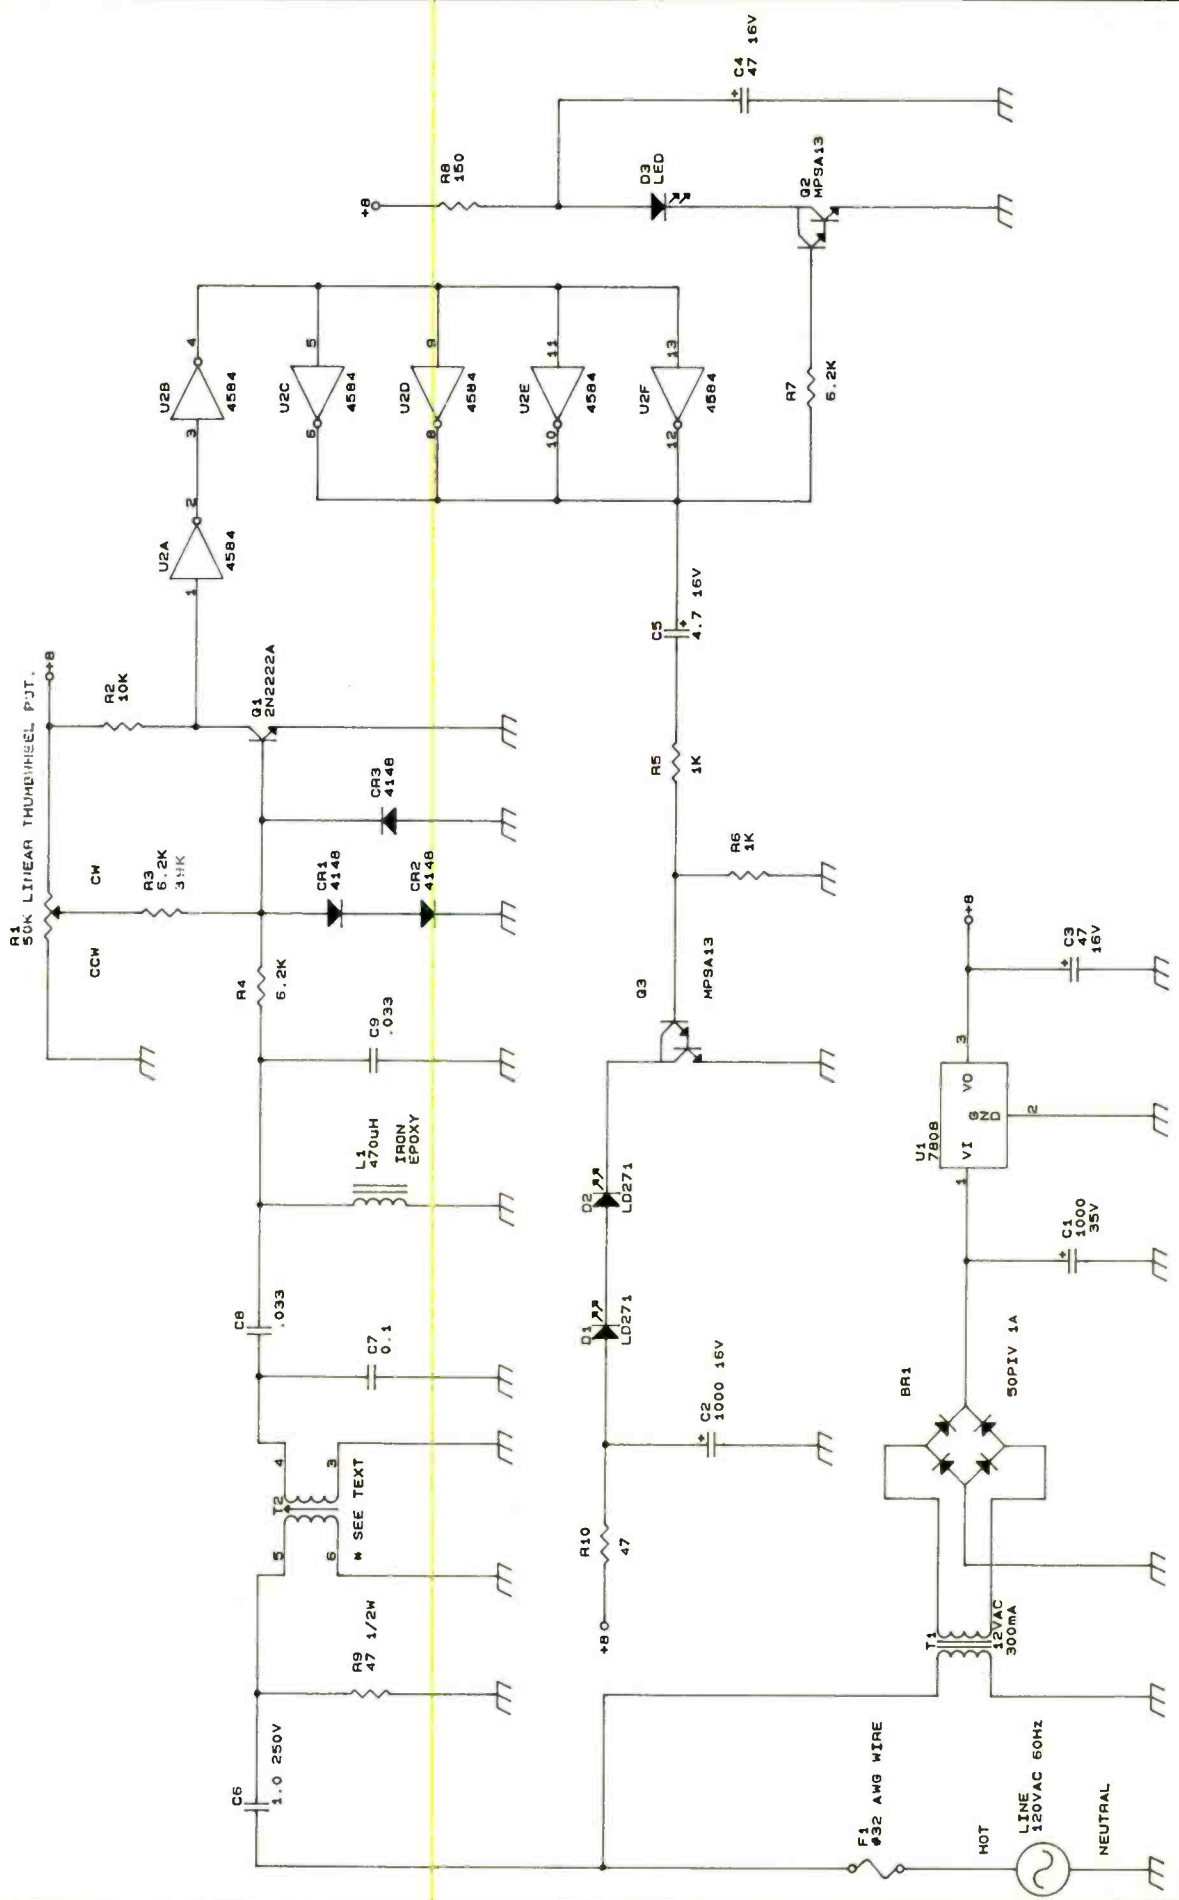 R1
50K LINEAR THUMBWHEEL POT.
CCW
CW
+8
R3
6.2K
R2
10K
R4
6.2K
CR1
4148
CR2
4148
CR3
4148
Q1
2N2222A
U2A
4584
1
2
U2B
4584
3
4
U2C
4584
5
6
U2D
4584
9
8
U2E
4584
11
10
U2F
4584
13
12
+8
R8
150
C4
47 16V
D3
LED
Q2
MPSA13
R7
6.2K
C5
4.7 16V
R5
1K
R6
1K
Q3
MPSA13
C9
.033
L1
470uH
IRON
EPOXY
C8
.033
C7
0.1
T2
4
3
5
6
* SEE TEXT
R9
47 1/2W
C6
1.0 250V
D2
LD271
D1
LD271
C2
1000 16V
R10
47
+8
+8
C3
47
16V
U1
7808
VI
VO
GND
1
2
3
C1
1000
35V
BR1
50PIV 1A
T1
12VAC
300mA
F1
#32 AWG WIRE
HOT
LINE
120VAC 60Hz
NEUTRAL